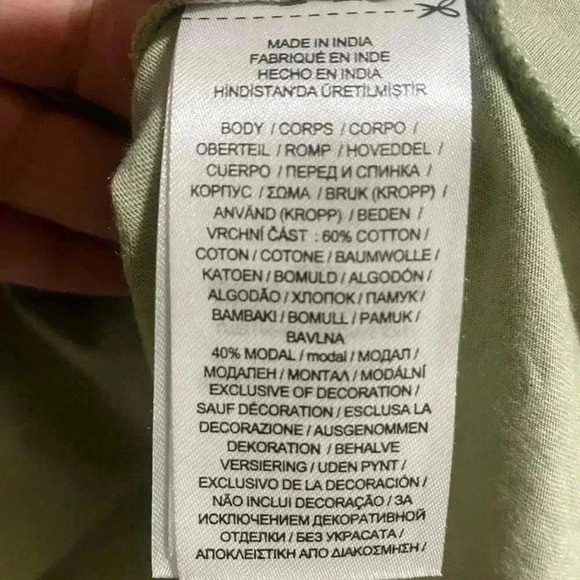 MADE IN INDIA
FABRIQUÉ EN INDE
HECHO EN INDIA
HİNDİSTAN'DA ÜRETİLMİŞTİR
BODY / CORPS / CORPO /
OBERTEIL / ROMP / HOVEDDEL /
CUERPO / ПЕРЕД И СПИНКА /
КОРПУС / ΣΩΜΑ / BRUK (KROPP) /
ANVÄND (KROPP) / BEDEN /
VRCHNÍ ČÁST : 60% COTTON /
COTON / COTONE / BAUMWOLLE /
KATOEN / BOMULD / ALGODÓN /
ALGODÃO / ХЛОПОК / ПАМУК /
BAMBAKI / BOMULL / PAMUK /
BAVLNA
40% MODAL / modal / МОДАЛ /
МОДАЛЕН / ΜΟΝΤΑΛ / MODÁLNÍ
EXCLUSIVE OF DECORATION /
SAUF DÉCORATION / ESCLUSA LA
DECORAZIONE / AUSGENOMMEN
DEKORATION / BEHALVE
VERSIERING / UDEN PYNT /
EXCLUSIVO DE LA DECORACIÓN /
NÃO INCLUI DECORAÇÃO / ЗА
ИСКЛЮЧЕНИЕМ ДЕКОРАТИВНОЙ
ОТДЕЛКИ / БЕЗ УКРАСАТА /
ΑΠΟΚΛΕΙΣΤΙΚΗ ΑΠΟ ΔΙΑΚΟΣΜΗΣΗ /